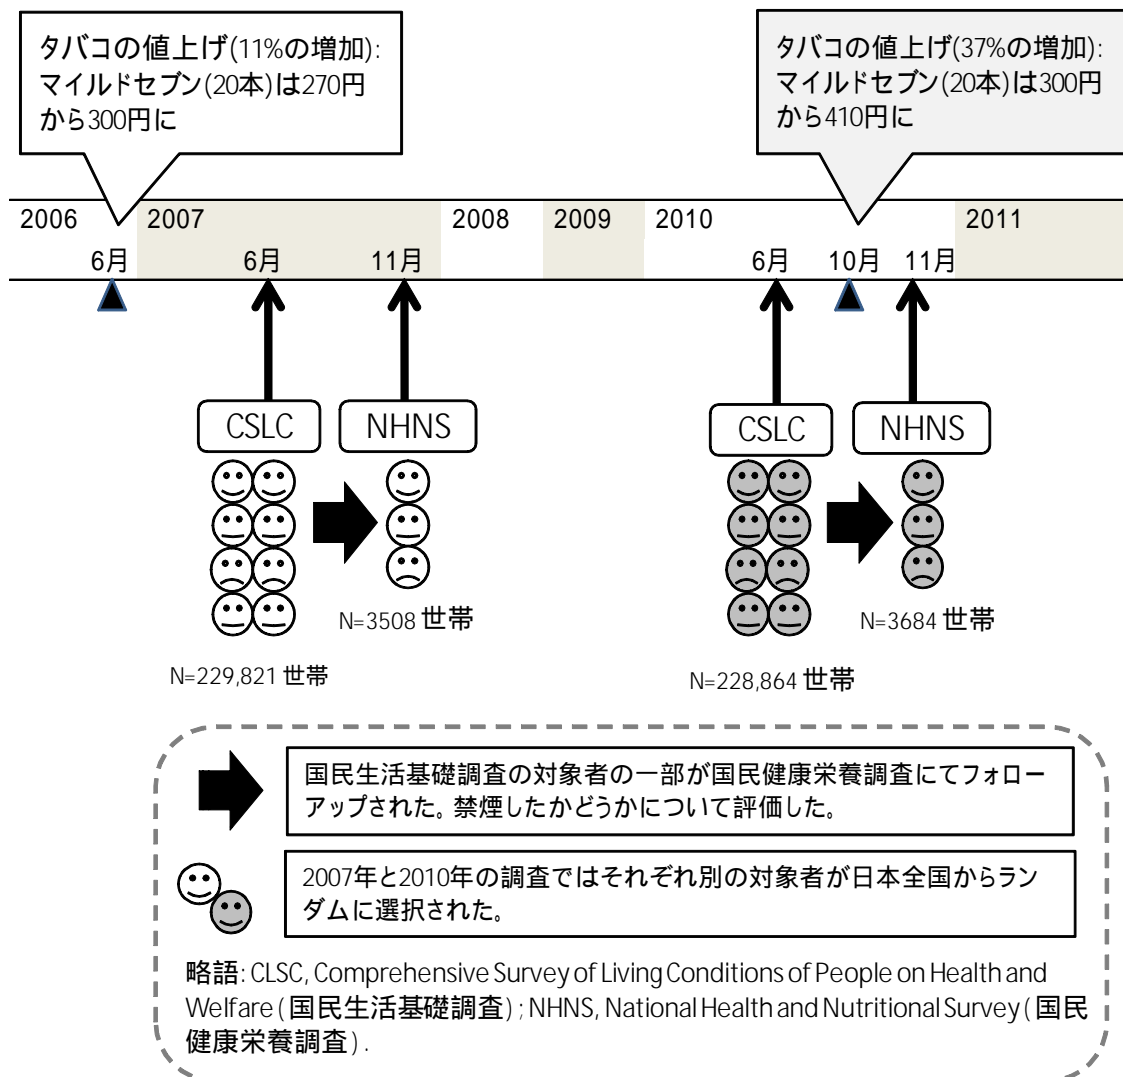 タバコの値上げ(11%の増加):
マイルドセブン(20本)は270円
から300円に
タバコの値上げ(37%の増加):
マイルドセブン(20本)は300円
から410円に
2006 2007 2008 2009 2010 2011
6月 6月 11月 6月 10月 11月
CSLC NHNS CSLC NHNS
N=3508 世帯 N=3684 世帯
N=229,821 世帯 N=228,864 世帯
国民生活基礎調査の対象者の一部が国民健康栄養調査にてフォロー
アップされた。禁煙したかどうかについて評価した。
2007年と2010年の調査ではそれぞれ別の対象者が日本全国からラン
ダムに選択された。
略語: CLSC, Comprehensive Survey of Living Conditions of People on Health and
Welfare (国民生活基礎調査) ; NHNS, National Health and Nutritional Survey (国民
健康栄養調査) .